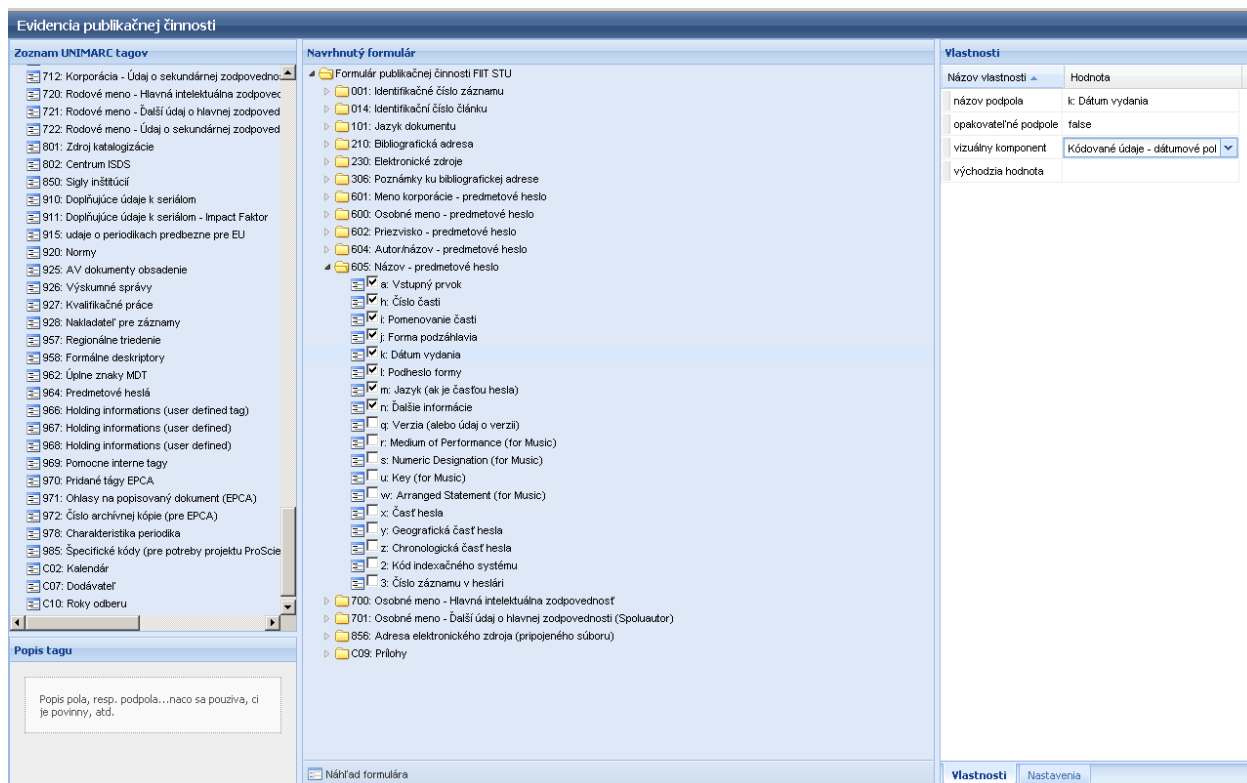 Evidencia publikačnej činnosti
Zoznam UNIMARC tagov
712: Korporácia - Údaj o sekundárnej zodpovedno
720: Rodové meno - Hlavná intelektuálna zodpovec
721: Rodové meno - Ďalší údaj o hlavnej zodpoved
722: Rodové meno - Údaj o sekundárnej zodpoved
801: Zdroj katalogizácie
802: Centrum ISDS
850: Sigly inštitúcií
910: Doplňujúce údaje k seriálom
911: Doplňujúce údaje k seriálom - Impact Faktor
915: udaje o periodikach predbezne pre EU
920: Normy
925: AV dokumenty obsadenie
926: Výskumné správy
927: Kvalifikačné práce
928: Nakladateľ pre záznamy
957: Regionálne triedenie
958: Formálne deskriptory
962: Úplne znaky MDT
964: Predmetové heslá
966: Holding informations (user defined tag)
967: Holding informations (user defined)
968: Holding informations (user defined)
969: Pomocne interne tagy
970: Pridané tágy EPCA
971: Ohlasy na popisovaný dokument (EPCA)
972: Číslo archívnej kópie (pre EPCA)
978: Charakteristika periodika
985: Špecifické kódy (pre potreby projektu ProScie
C02: Kalendár
C07: Dodávateľ
C10: Roky odberu
Popis tagu
Popis pola, resp. podpola...naco sa pouziva, ci
je povinny, atd.
Navrhnutý formulár
Formulár publikačnej činnosti FIIT STU
001: Identifikačné číslo záznamu
014: Identifikační číslo článku
101: Jazyk dokumentu
210: Bibliografická adresa
230: Elektronické zdroje
306: Poznámky ku bibliografickej adrese
601: Meno korporácie - predmetové heslo
600: Osobné meno - predmetové heslo
602: Priezvisko - predmetové heslo
604: Autor/názov - predmetové heslo
605: Názov - predmetové heslo
a: Vstupný prvok
h: Číslo časti
i: Pomenovanie časti
j: Forma podzáhlavia
k: Dátum vydania
l: Podheslo formy
m: Jazyk (ak je časťou hesla)
n: Ďalšie informácie
q: Verzia (alebo údaj o verzii)
r: Medium of Performance (for Music)
s: Numeric Designation (for Music)
u: Key (for Music)
w: Arranged Statement (for Music)
x: Časť hesla
y: Geografická časť hesla
z: Chronologická časť hesla
2: Kód indexačného systému
3: Číslo záznamu v heslári
700: Osobné meno - Hlavná intelektuálna zodpovednosť
701: Osobné meno - Ďalší údaj o hlavnej zodpovednosti (Spoluautor)
856: Adresa elektronického zdroja (pripojeného súboru)
C09: Prílohy
Náhľad formulára
Vlastnosti
Názov vlastnosti Hodnota
názov podpola k: Dátum vydania
opakovateľné podpole false
vizuálny komponent Kódované údaje - dátumové pol
východzia hodnota
Vlastnosti Nastavenia